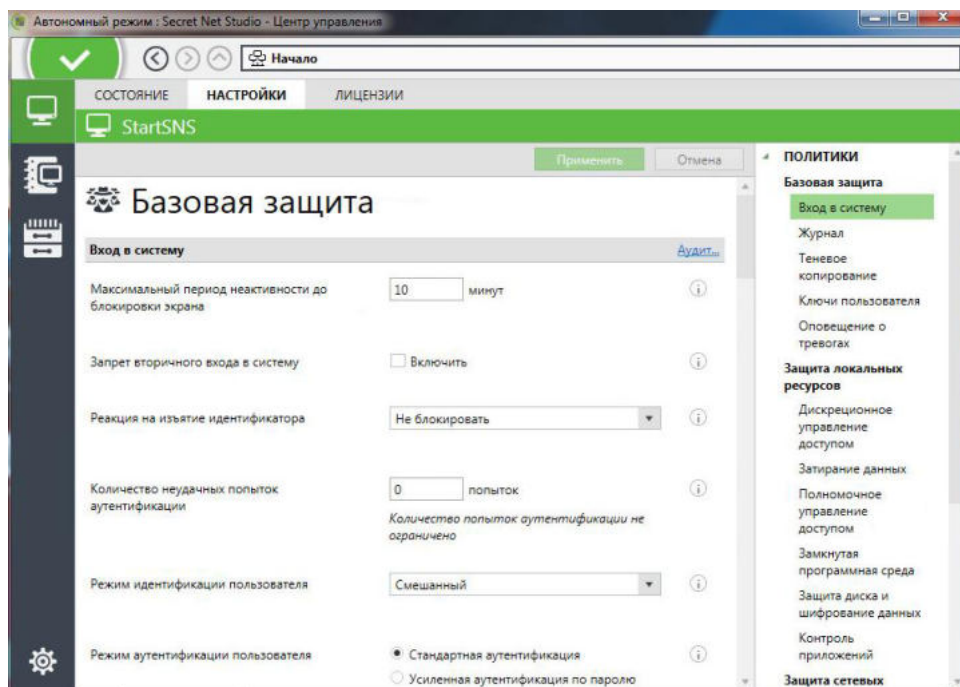 Автономный режим : Secret Net Studio - Центр управления
Начало
СОСТОЯНИЕ НАСТРОЙКИ ЛИЦЕНЗИИ
StartSNS
Применить Отмена
Базовая защита
Вход в систему Аудит...
Максимальный период неактивности до
блокировки экрана
10 минут
Запрет вторичного входа в систему
Включить
Реакция на изъятие идентификатора
Не блокировать
Количество неудачных попыток
аутентификации
0 попыток
Количество попыток аутентификации не
ограничено
Режим идентификации пользователя
Смешанный
Режим аутентификации пользователя
Стандартная аутентификация
Усиленная аутентификация по паролю
ПОЛИТИКИ
Базовая защита
Вход в систему
Журнал
Теневое
копирование
Ключи пользователя
Оповещение о
тревогах
Защита локальных
ресурсов
Дискреционное
управление
доступом
Затирание данных
Полномочное
управление
доступом
Замкнутая
программная среда
Защита диска и
шифрование данных
Контроль
приложений
Защита сетевых